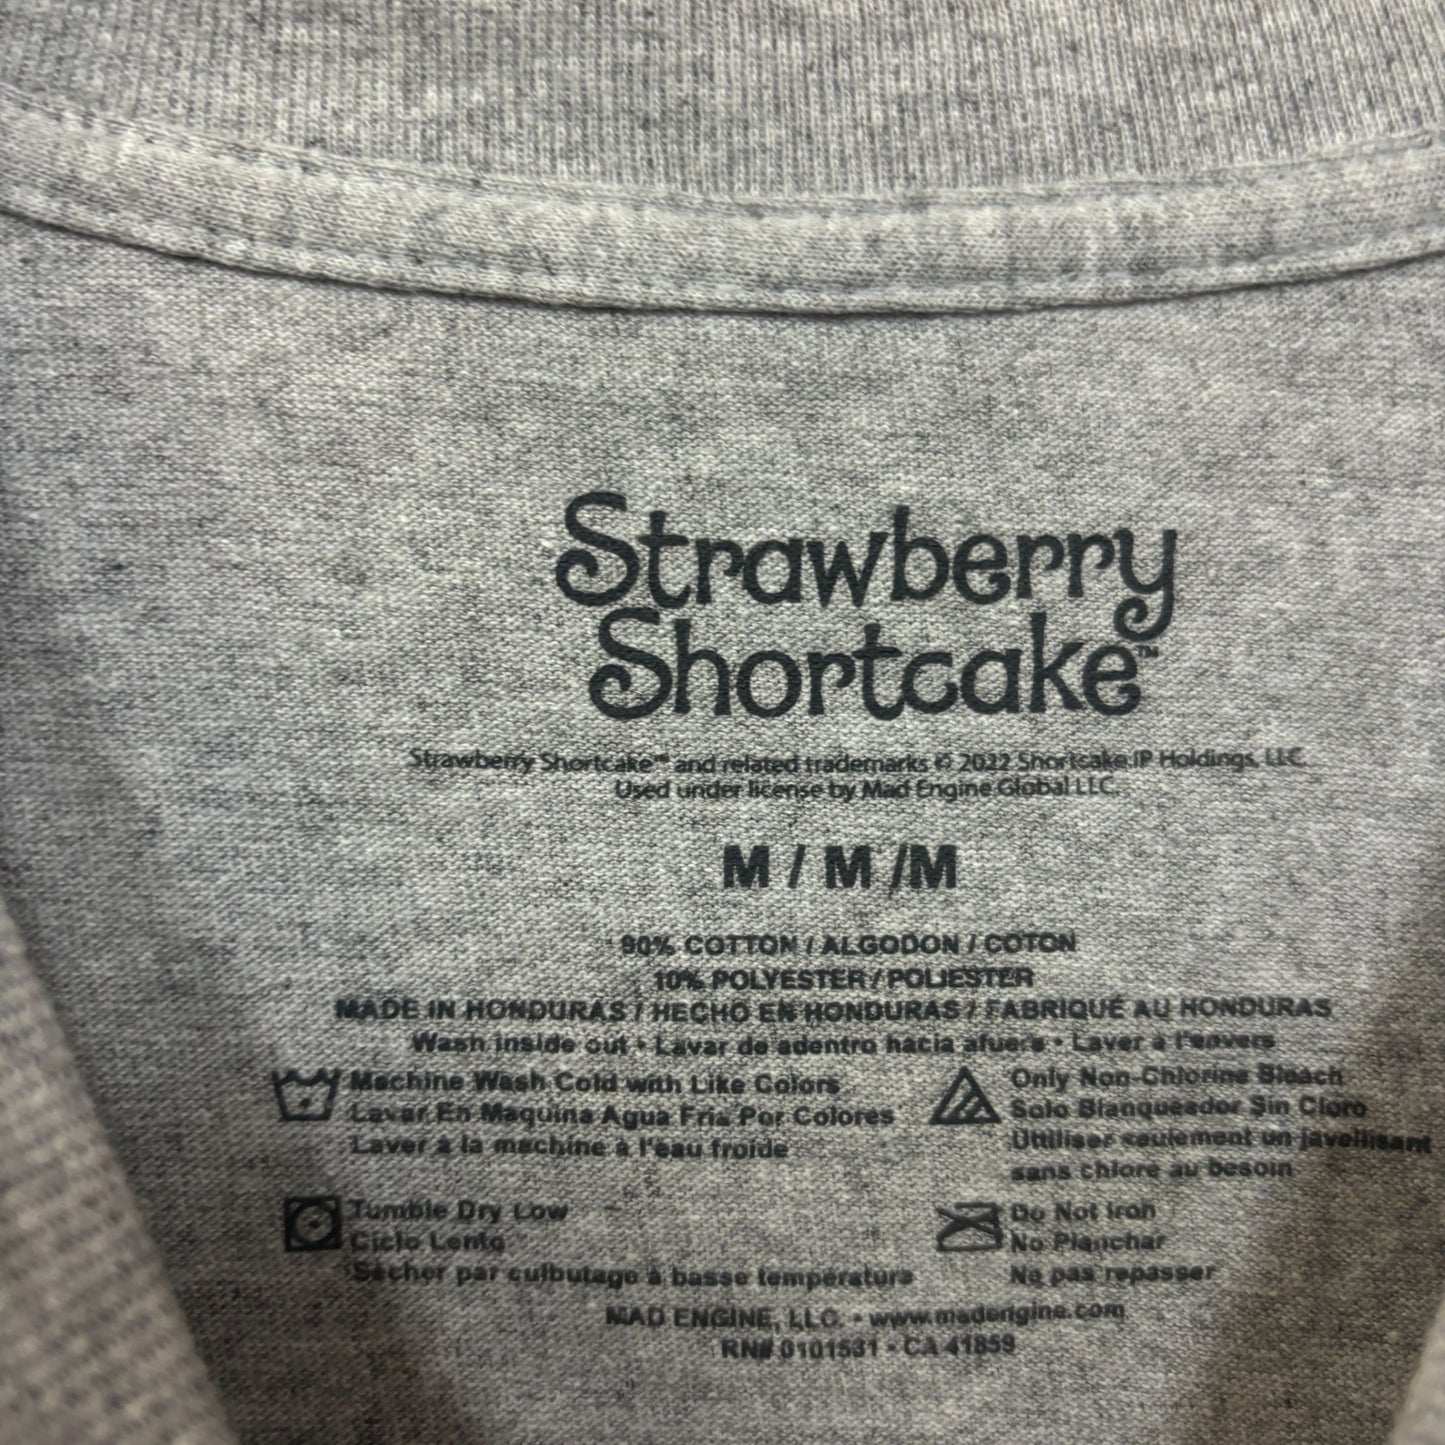 Strawberry
Shortcake™
Strawberry Shortcake™ and related trademarks © 2022 Shortcake IP Holdings, LLC.
Used under license by Mad Engine Global LLC.
M / M /M
90% COTTON / ALGODON / COTON
10% POLYESTER / POLIESTER
MADE IN HONDURAS / HECHO EN HONDURAS / FABRIQUÉ AU HONDURAS
Wash inside out • Lavar de adentro hacia afuera • Laver à l'envers
Machine Wash Cold with Like Colors
Lavar En Maquina Agua Fria Por Colores
Laver à la machine à l'eau froide
Only Non-Chlorine Bleach
Solo Blanqueador Sin Cloro
Uttiliser seulement un javellisant
sans chlore au besoin
Tumble Dry Low
Ciclo Lento
Sécher par culbutage à basse température
Do Not Iron
No Planchar
Ne pas repasser
MAD ENGINE, LLC. • www.madengine.com
RN# 0101531 • CA 41859